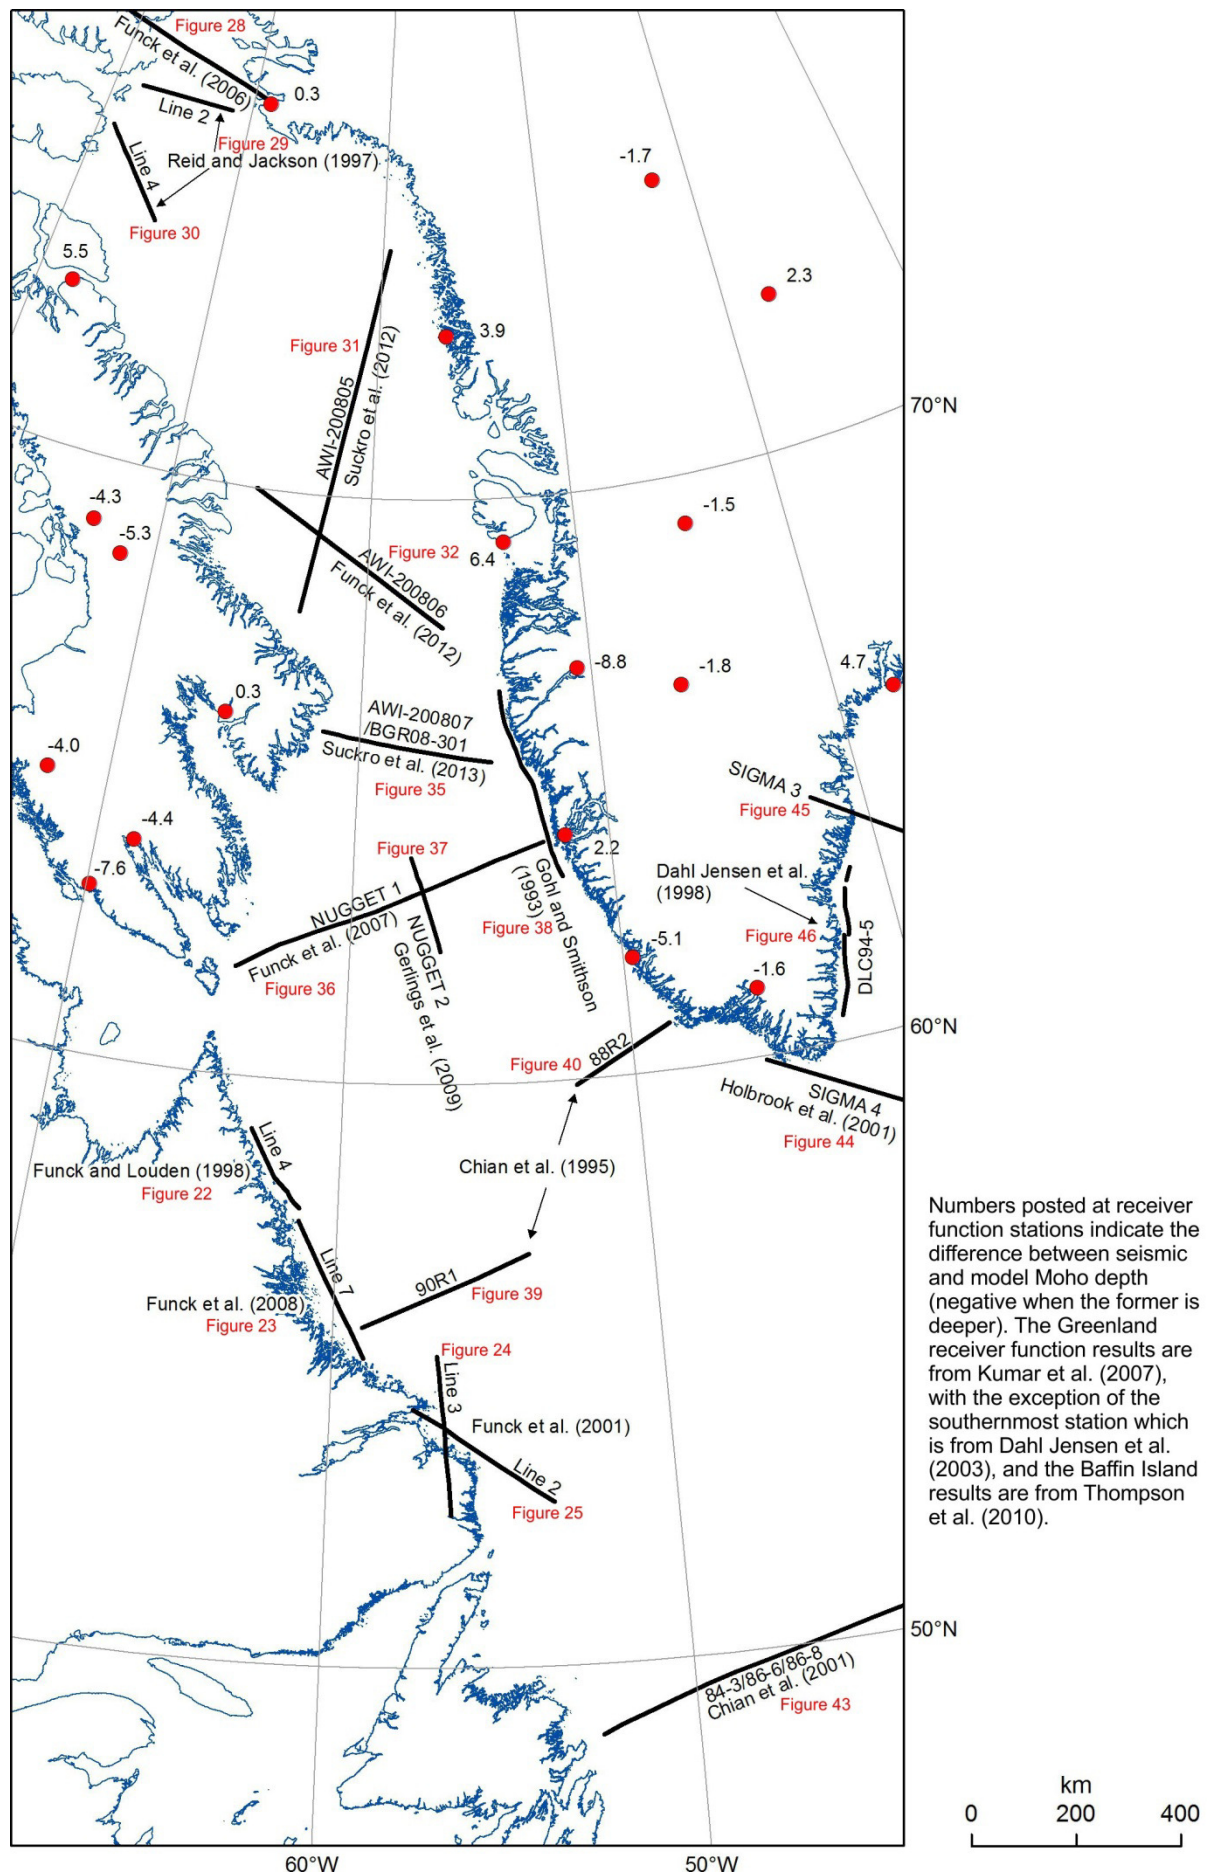 Figure 28
Funck et al. (2006)
0.3
Line 2
Figure 29
Reid and Jackson (1997)
Line 4
Figure 30
-1.7
5.5
2.3
Figure 31
3.9
AWI-200805
Suckro et al. (2012)
70°N
-4.3
-5.3
-1.5
Figure 32
6.4
AWI-200806
Funck et al. (2012)
-8.8
-1.8
4.7
0.3
AWI-200807
/BGR08-301
Suckro et al. (2013)
Figure 35
-4.0
SIGMA 3
Figure 45
-4.4
-7.6
Figure 37
2.2
NUGGET 1
Funck et al. (2007)
Figure 36
NUGGET 2
Gerlings et al. (2009)
Gohl and Smithson
(1993)
Figure 38
Dahl Jensen et al.
(1998)
Figure 46
DLC94-5
-5.1
-1.6
60°N
Figure 40
88R2
SIGMA 4
Holbrook et al. (2001)
Figure 44
Line 4
Funck and Louden (1998)
Figure 22
Chian et al. (1995)
Line 7
90R1
Figure 39
Funck et al. (2008)
Figure 23
Figure 24
Line 3
Funck et al. (2001)
Line 2
Figure 25
50°N
84-3/86-6/86-8
Chian et al. (2001)
Figure 43
60°W
50°W
Numbers posted at receiver
function stations indicate the
difference between seismic
and model Moho depth
(negative when the former is
deeper). The Greenland
receiver function results are
from Kumar et al. (2007),
with the exception of the
southernmost station which
is from Dahl Jensen et al.
(2003), and the Baffin Island
results are from Thompson
et al. (2010).
km
0 200 400